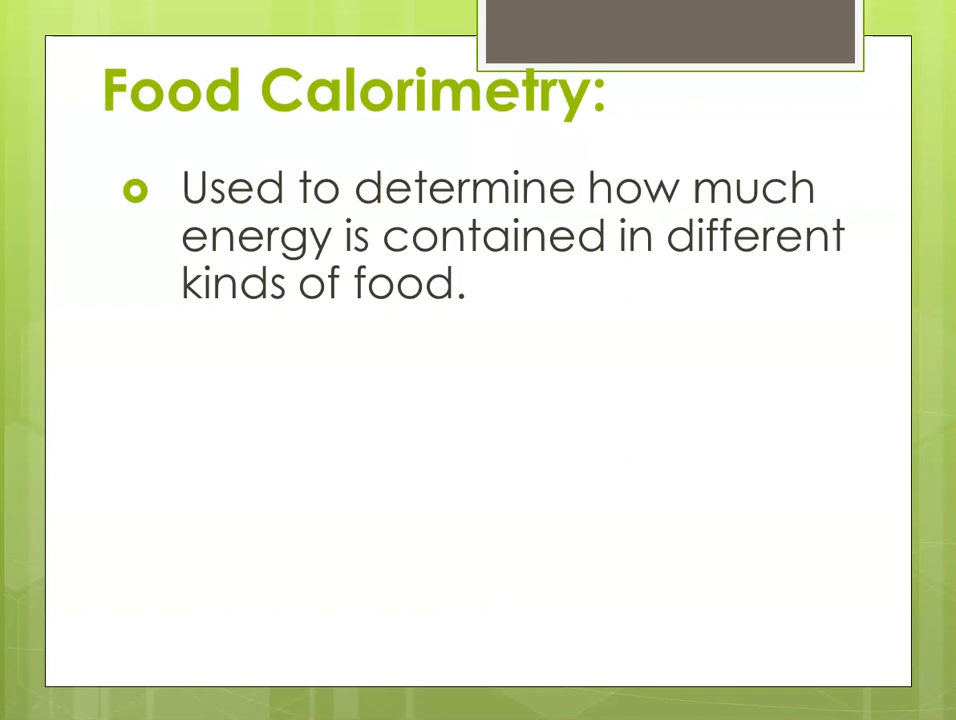 Food Calorimetry:
Used to determine how much
energy is contained in different
kinds of food.